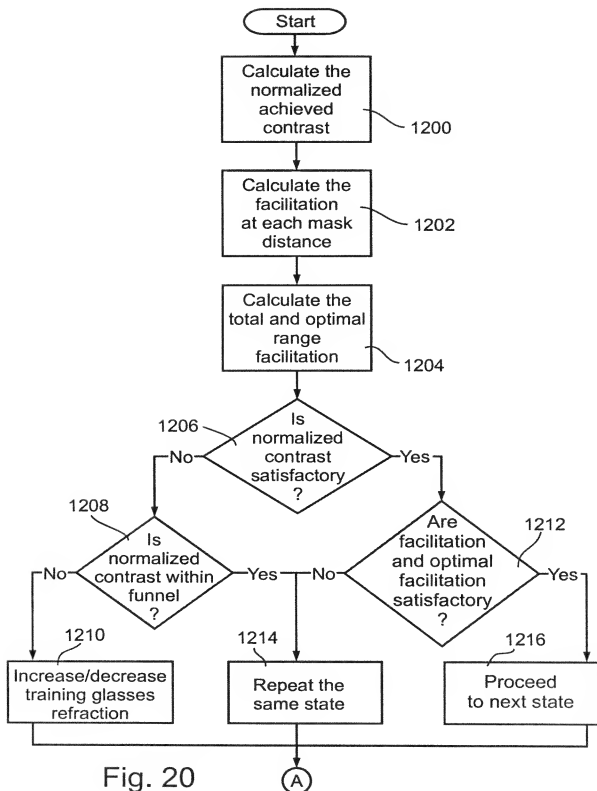 Start
Calculate the
normalized
achieved
contrast
1200
Calculate the
facilitation
at each mask
distance
1202
Calculate the
total and optimal
range
facilitation
1204
1206
Is
normalized
contrast
satisfactory
?
No
Yes
1208
Is
normalized
contrast within
funnel
?
No
Yes
Are
facilitation
and optimal
facilitation
satisfactory
?
1212
No
Yes
1210
Increase/decrease
training glasses
refraction
1214
Repeat the
same state
1216
Proceed
to next state
Fig. 20
A